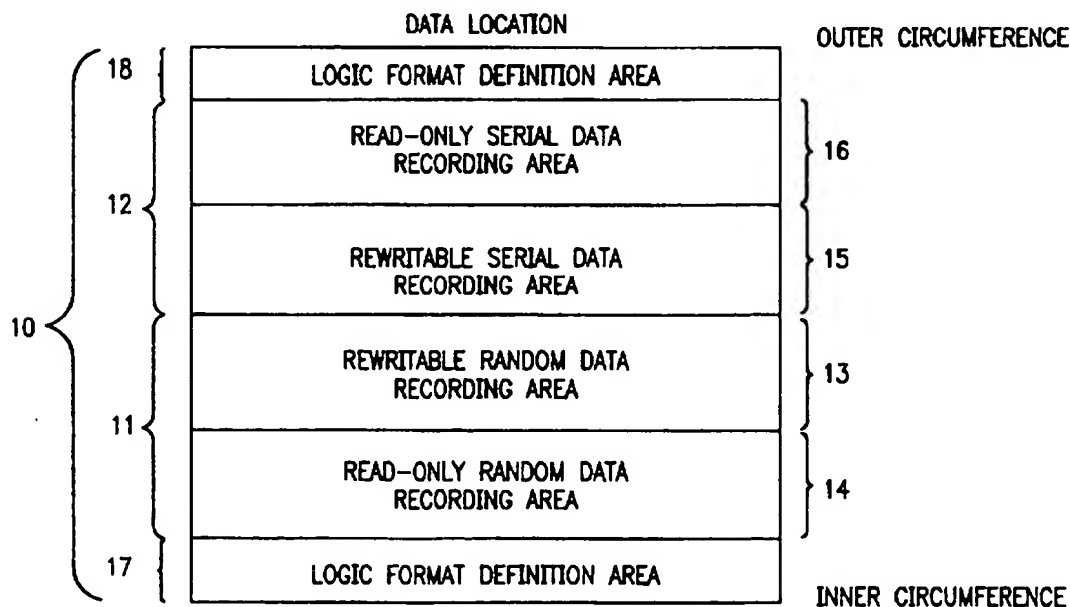 DATA LOCATION
OUTER CIRCUMFERENCE
18
LOGIC FORMAT DEFINITION AREA
READ-ONLY SERIAL DATA
RECORDING AREA
16
12
REWRITABLE SERIAL DATA
RECORDING AREA
15
10
REWRITABLE RANDOM DATA
RECORDING AREA
13
11
READ-ONLY RANDOM DATA
RECORDING AREA
14
17
LOGIC FORMAT DEFINITION AREA
INNER CIRCUMFERENCE